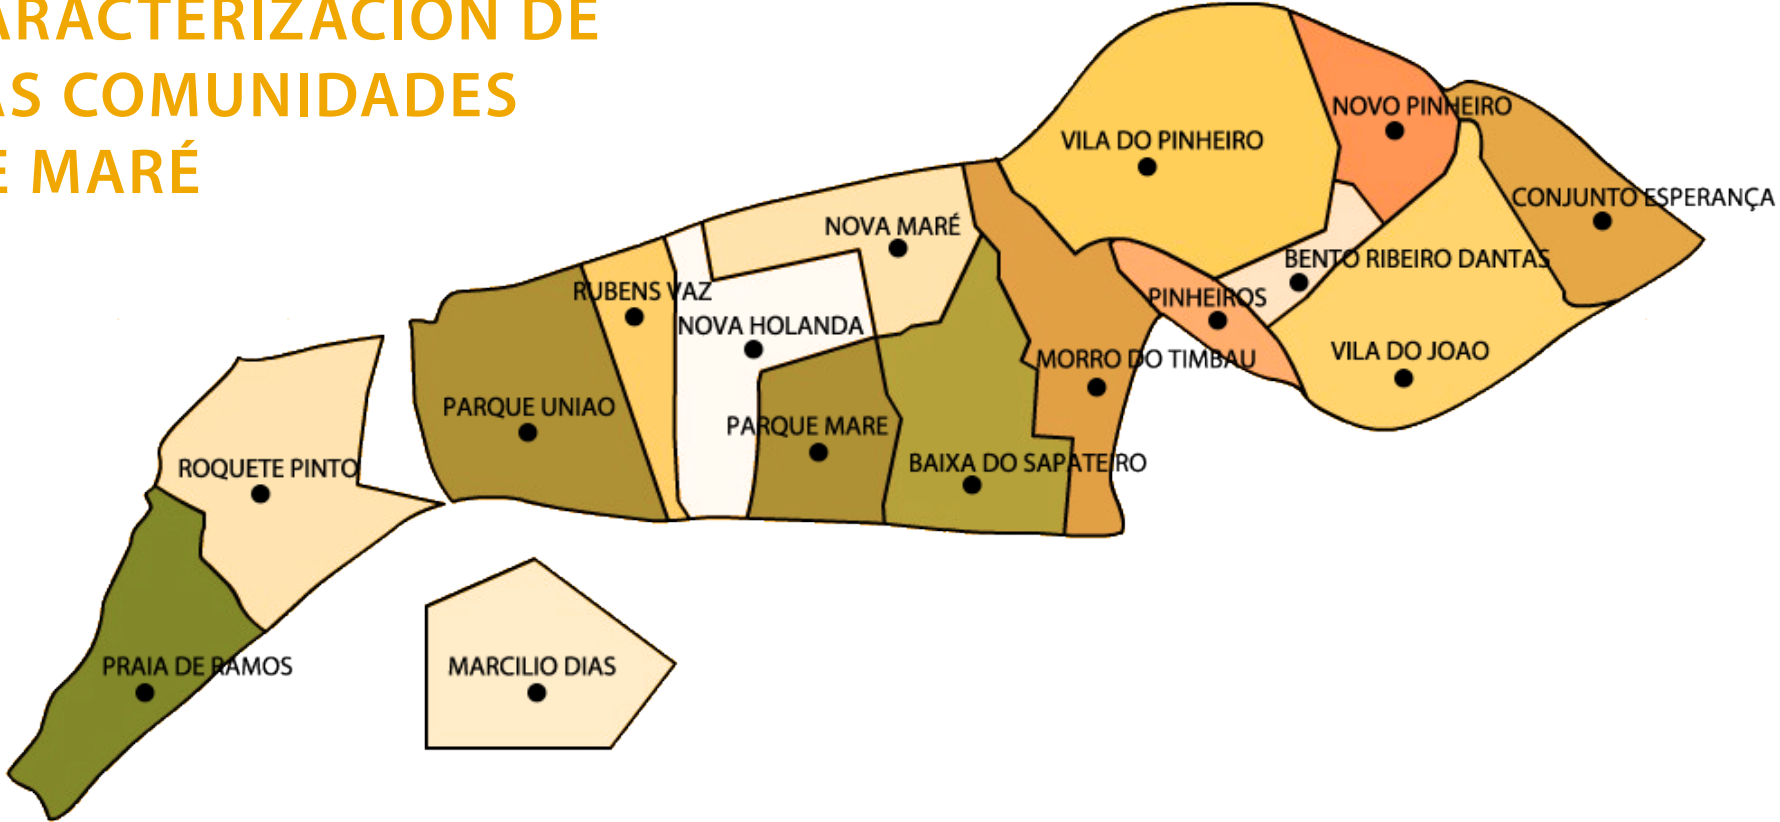 ARACTERIZACIÓN DE
AS COMUNIDADES
E MARÉ
NOVO PINHEIRO
VILA DO PINHEIRO
CONJUNTO ESPERANÇA
NOVA MARÉ
BENTO RIBEIRO DANTAS
RUBENS VAZ
PINHEIROS
NOVA HOLANDA
VILA DO JOAO
MORRO DO TIMBAU
PARQUE UNIAO
PARQUE MARE
BAIXA DO SAPATEIRO
ROQUETE PINTO
PRAIA DE RAMOS
MARCILIO DIAS